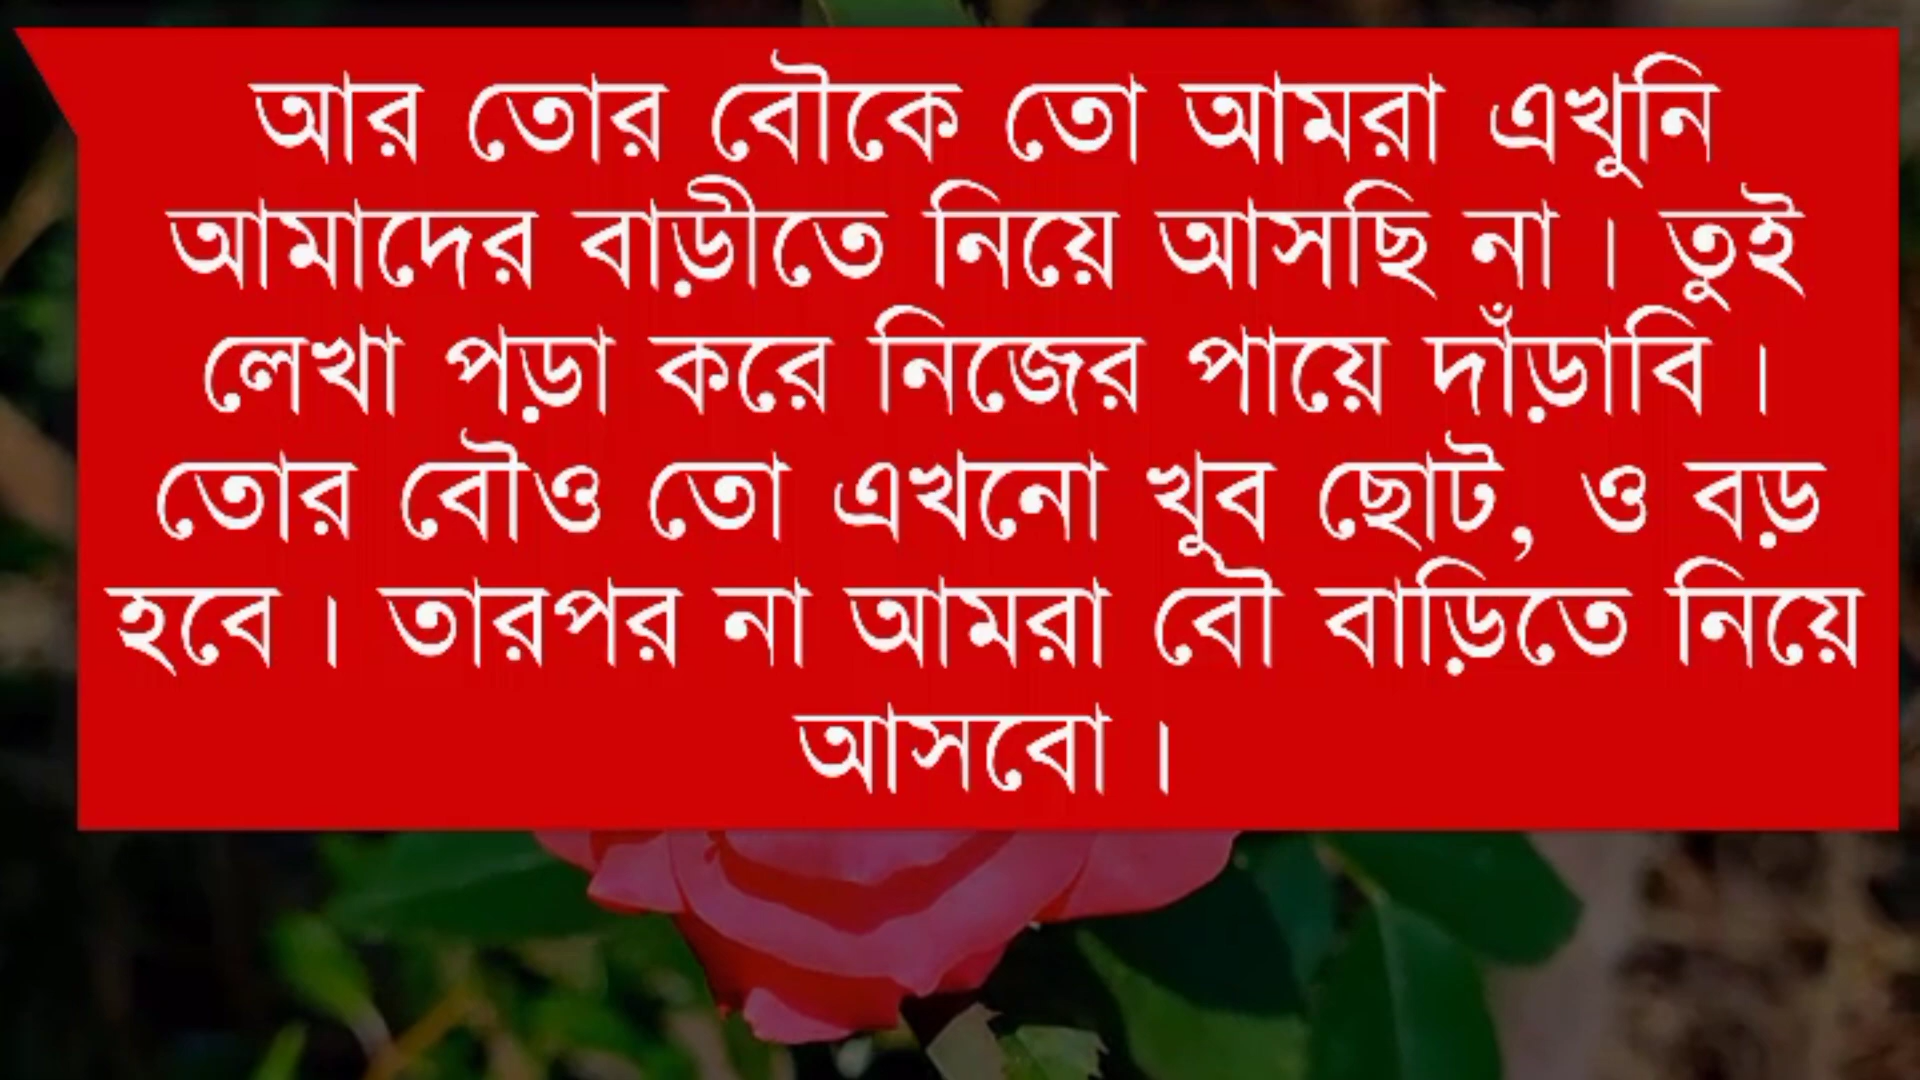 আর তোর বৌকে তো আমরা এখুনি
আমাদের বাড়ীতে নিয়ে আসছি না । তুই
লেখা পড়া করে নিজের পায়ে দাঁড়াবি ।
তোর বৌও তো এখনো খুব ছোট, ও বড়
হবে । তারপর না আমরা বৌ বাড়িতে নিয়ে
আসবো ।